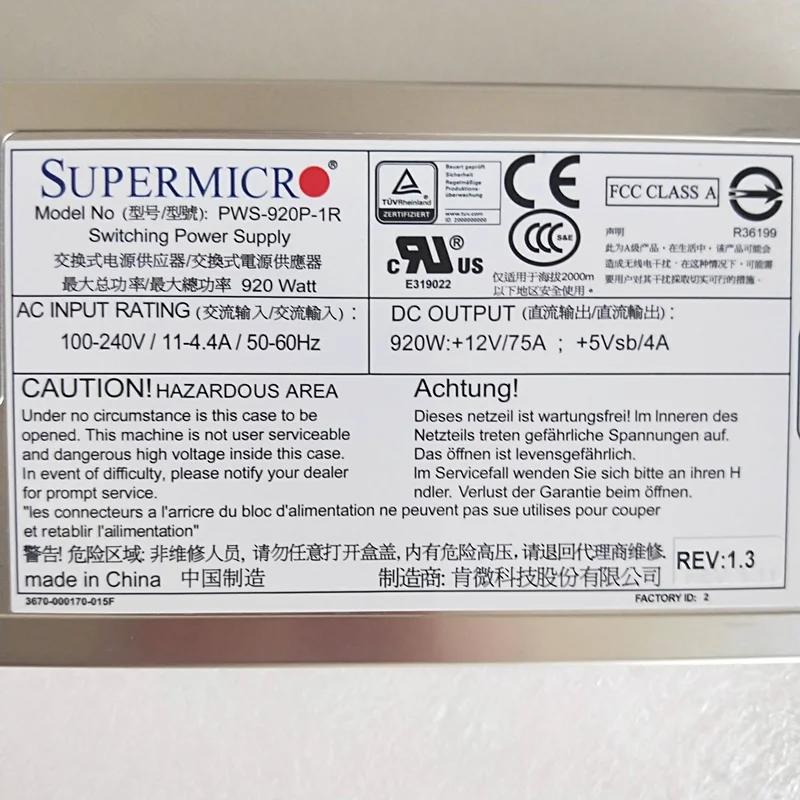 SUPERMICRO®
Model No (型号/型號): PWS-920P-1R
Switching Power Supply
交换式电源供应器/交換式電源供應器
最大总功率/最大總功率 920 Watt
TÜVRheinland
ZERTIFIZIERT
Bauart geprüft
Sicherheit
Regelmäßige
Produktions-
überwachung
www.tuv.com
ID 2000000000
CE
CCC S&E
c RU ® US
E319022
仅适用于海拔2000m
以下地区安全使用。
FCC CLASS A
R36199
声明
此为A级产品，在生活中，该产品可能会
造成无线电干扰，在这种情况下，可能需
要用户对其干扰采取切实可行的措施。
AC INPUT RATING (交流输入/交流輸入) :
100-240V / 11-4.4A / 50-60Hz
DC OUTPUT (直流输出/直流輸出) :
920W:+12V/75A ; +5Vsb/4A
CAUTION! HAZARDOUS AREA
Under no circumstance is this case to be
opened. This machine is not user serviceable
and dangerous high voltage inside this case.
In event of difficulty, please notify your dealer
for prompt service.
Achtung!
Dieses netzeil ist wartungsfrei! Im Inneren des
Netzteils treten gefährliche Spannungen auf.
Das öffnen ist levensgefährlich.
Im Servicefall wenden Sie sich bitte an ihren H
ndler. Verlust der Garantie beim öffnen.
"les connecteurs a l'arricre du bloc d'alimentation ne peuvent pas sue utilises pour couper
et retablir l'ailimentation"
警告! 危险区域: 非维修人员, 请勿任意打开盒盖, 内有危险高压, 请退回代理商维修.
made in China 中国制造
制造商: 肯微科技股份有限公司
REV:1.3
3670-000170-015F
FACTORY ID: 2